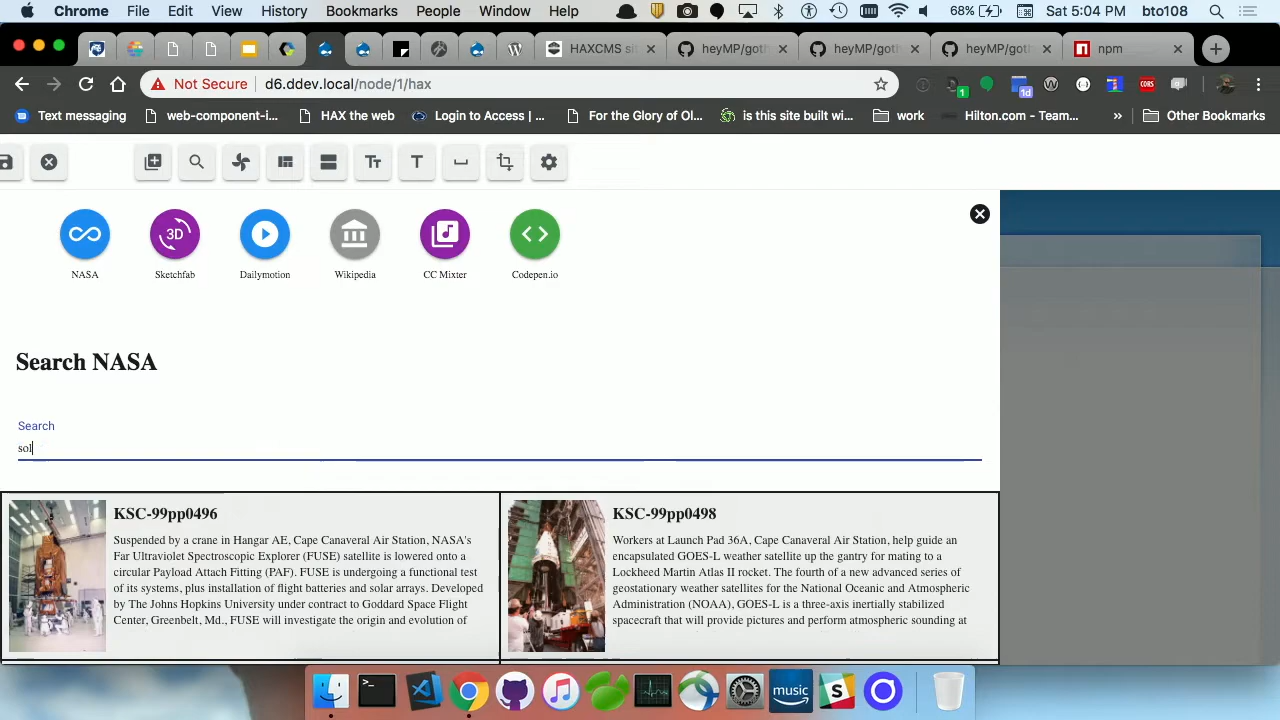 Chrome File Edit View History Bookmarks People Window Help 68% Sat 5:04 PM bto108
HAXCMS si heyMP/goth heyMP/goth heyMP/goth npm
Not Secure d6.ddev.local/node/1/hax 1 1d CORS
Text messaging web-component-i... HAX the web Login to Access | ... For the Glory of Ol... is this site built wi... work Hilton.com - Team... » Other Bookmarks
Tt T
3D
NASA Sketchfab Dailymotion Wikipedia CC Mixter Codepen.io
Search NASA
Search
sol
KSC-99pp0496
Suspended by a crane in Hangar AE, Cape Canaveral Air Station, NASA's
Far Ultraviolet Spectroscopic Explorer (FUSE) satellite is lowered onto a
circular Payload Attach Fitting (PAF). FUSE is undergoing a functional test
of its systems, plus installation of flight batteries and solar arrays. Developed
by The Johns Hopkins University under contract to Goddard Space Flight
Center, Greenbelt, Md., FUSE will investigate the origin and evolution of
KSC-99pp0498
Workers at Launch Pad 36A, Cape Canaveral Air Station, help guide an
encapsulated GOES-L weather satellite up the gantry for mating to a
Lockheed Martin Atlas II rocket. The fourth of a new advanced series of
geostationary weather satellites for the National Oceanic and Atmospheric
Administration (NOAA), GOES-L is a three-axis inertially stabilized
spacecraft that will provide pictures and perform atmospheric sounding at
music